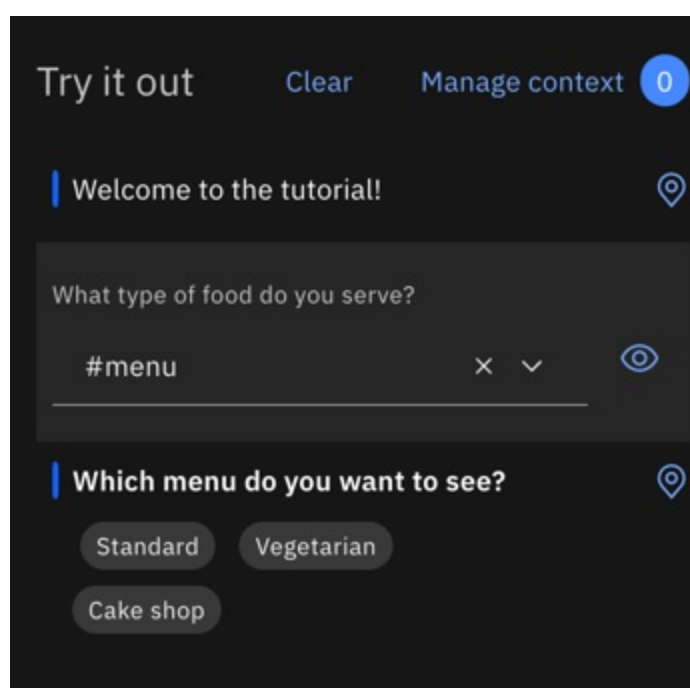 Try it out Clear Manage context 0
Welcome to the tutorial!
What type of food do you serve?
#menu
Which menu do you want to see?
Standard Vegetarian
Cake shop